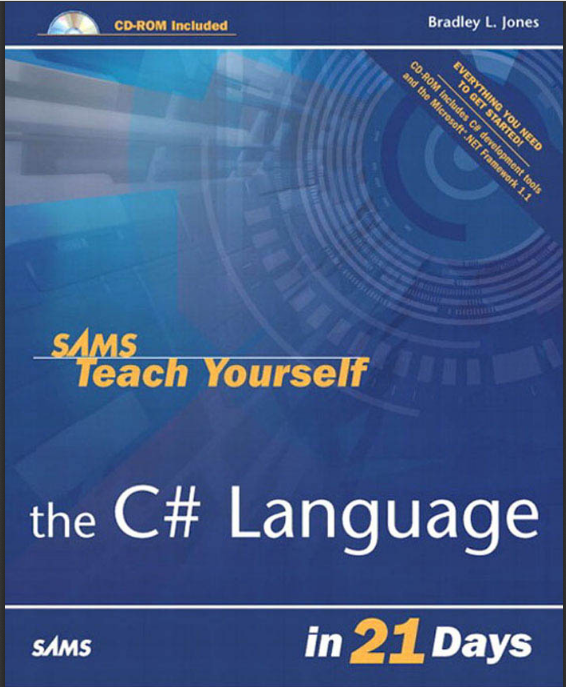 CD-ROM Included
Bradley L. Jones
EVERYTHING YOU NEED
TO GET STARTED!
CD-ROM includes C# development tools
and the Microsoft® .NET Framework 1.1
SAMS
Teach Yourself
the C# Language
SAMS
in 21 Days